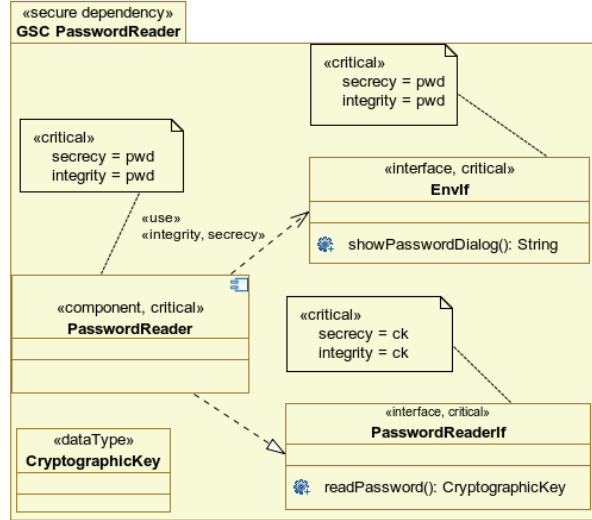 «secure dependency»
GSC PasswordReader
«critical»
secrecy = pwd
integrity = pwd
«critical»
secrecy = pwd
integrity = pwd
«interface, critical»
EnvIf
showPasswordDialog(): String
«use»
«integrity, secrecy»
«component, critical»
PasswordReader
«critical»
secrecy = ck
integrity = ck
«interface, critical»
PasswordReaderIf
readPassword(): CryptographicKey
«dataType»
CryptographicKey